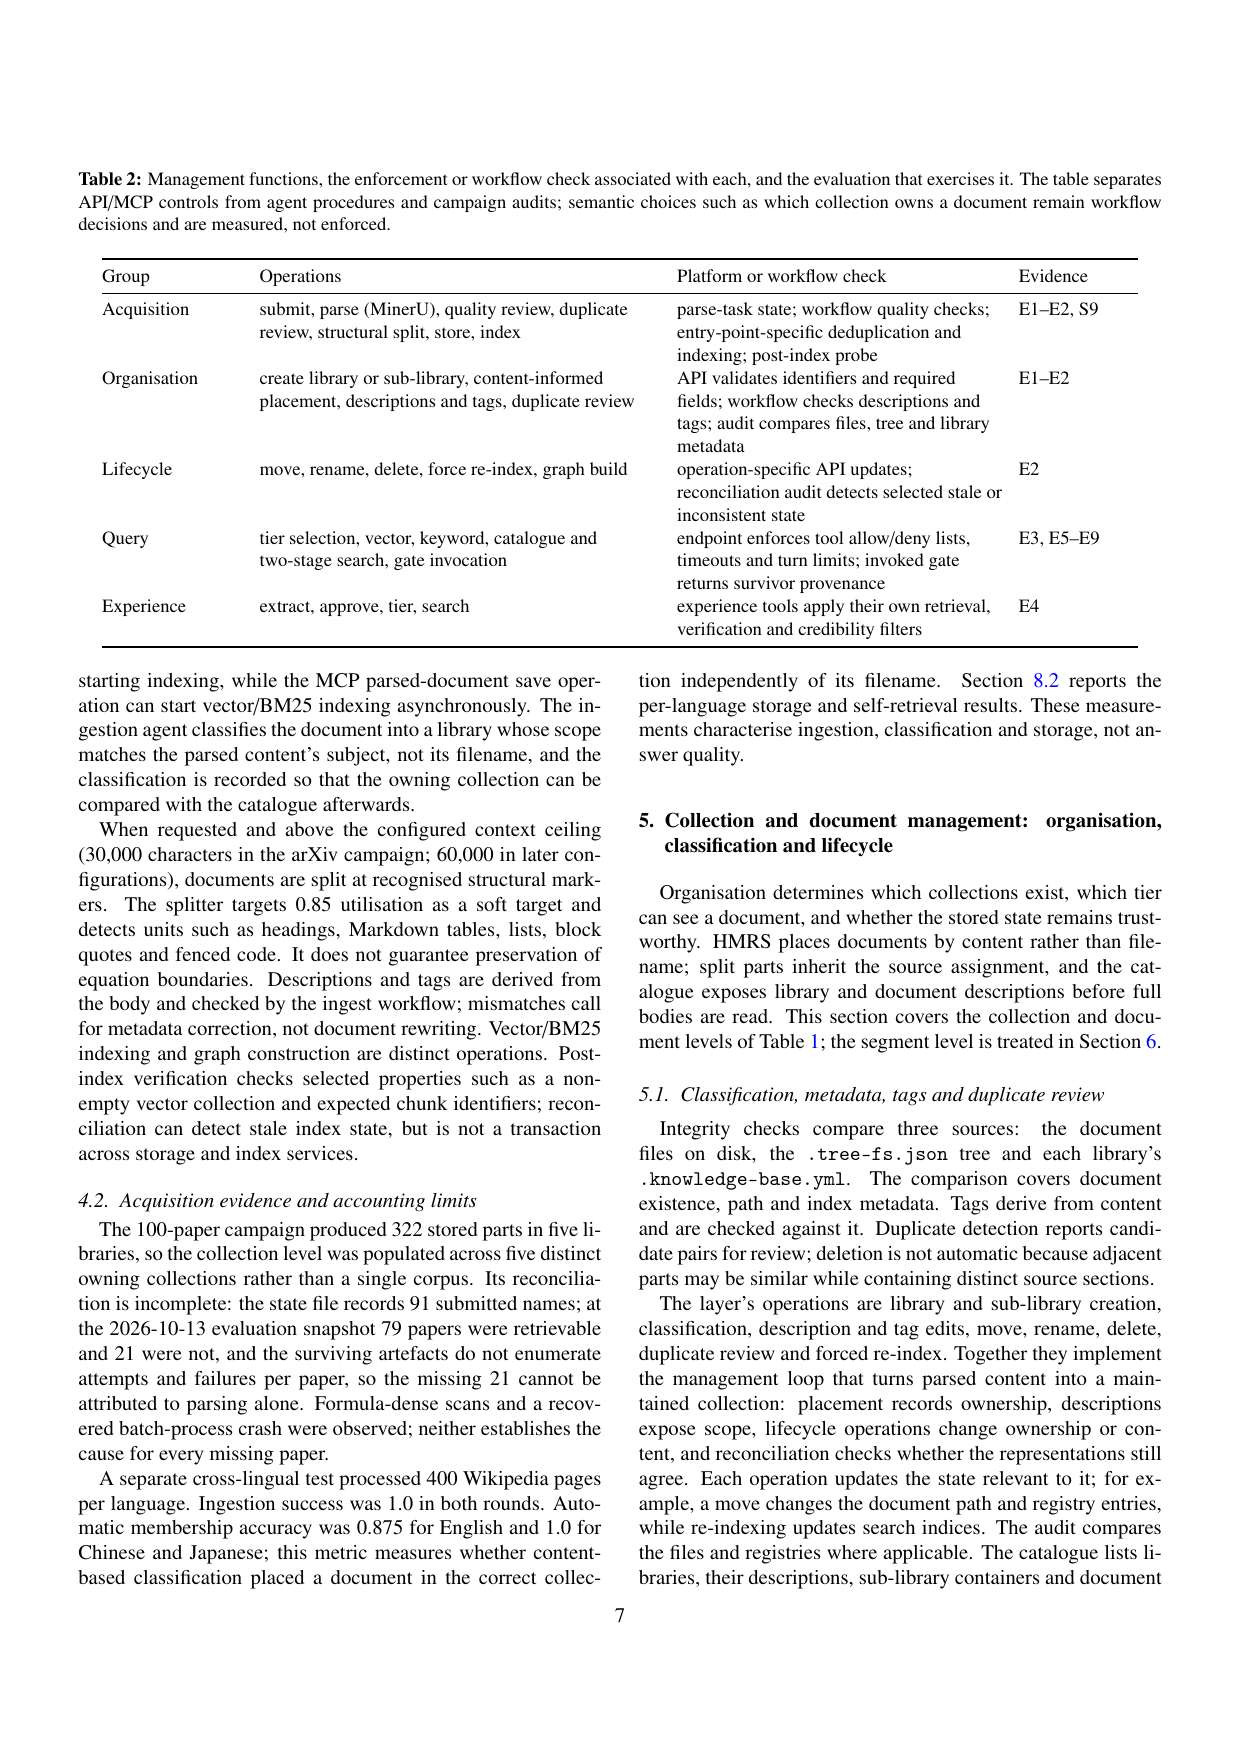 Table 2: Management functions, the enforcement or workflow check associated with each, and the evaluation that exercises it. The table separates
API/MCP controls from agent procedures and campaign audits; semantic choices such as which collection owns a document remain workflow
decisions and are measured, not enforced.
Group Operations Platform or workflow check Evidence
Acquisition submit, parse (MinerU), quality review, duplicate parse-task state; workflow quality checks; E1–E2, S9
review, structural split, store, index entry-point-specific deduplication and
indexing; post-index probe
Organisation create library or sub-library, content-informed API validates identifiers and required E1–E2
placement, descriptions and tags, duplicate review fields; workflow checks descriptions and
tags; audit compares files, tree and library
metadata
Lifecycle move, rename, delete, force re-index, graph build operation-specific API updates; E2
reconciliation audit detects selected stale or
inconsistent state
Query tier selection, vector, keyword, catalogue and endpoint enforces tool allow/deny lists, E3, E5–E9
two-stage search, gate invocation timeouts and turn limits; invoked gate
returns survivor provenance
Experience extract, approve, tier, search experience tools apply their own retrieval, E4
verification and credibility filters
starting indexing, while the MCP parsed-document save oper-
ation can start vector/BM25 indexing asynchronously. The in-
gestion agent classifies the document into a library whose scope
matches the parsed content's subject, not its filename, and the
classification is recorded so that the owning collection can be
compared with the catalogue afterwards.
When requested and above the configured context ceiling
(30,000 characters in the arXiv campaign; 60,000 in later con-
figurations), documents are split at recognised structural mark-
ers. The splitter targets 0.85 utilisation as a soft target and
detects units such as headings, Markdown tables, lists, block
quotes and fenced code. It does not guarantee preservation of
equation boundaries. Descriptions and tags are derived from
the body and checked by the ingest workflow; mismatches call
for metadata correction, not document rewriting. Vector/BM25
indexing and graph construction are distinct operations. Post-
index verification checks selected properties such as a non-
empty vector collection and expected chunk identifiers; recon-
ciliation can detect stale index state, but is not a transaction
across storage and index services.
4.2. Acquisition evidence and accounting limits
The 100-paper campaign produced 322 stored parts in five li-
braries, so the collection level was populated across five distinct
owning collections rather than a single corpus. Its reconcilia-
tion is incomplete: the state file records 91 submitted names; at
the 2026-10-13 evaluation snapshot 79 papers were retrievable
and 21 were not, and the surviving artefacts do not enumerate
attempts and failures per paper, so the missing 21 cannot be
attributed to parsing alone. Formula-dense scans and a recov-
ered batch-process crash were observed; neither establishes the
cause for every missing paper.
A separate cross-lingual test processed 400 Wikipedia pages
per language. Ingestion success was 1.0 in both rounds. Auto-
matic membership accuracy was 0.875 for English and 1.0 for
Chinese and Japanese; this metric measures whether content-
based classification placed a document in the correct collec-
tion independently of its filename. Section 8.2 reports the
per-language storage and self-retrieval results. These measure-
ments characterise ingestion, classification and storage, not an-
swer quality.
5. Collection and document management: organisation,
classification and lifecycle
Organisation determines which collections exist, which tier
can see a document, and whether the stored state remains trust-
worthy. HMRS places documents by content rather than file-
name; split parts inherit the source assignment, and the cat-
alogue exposes library and document descriptions before full
bodies are read. This section covers the collection and docu-
ment levels of Table 1; the segment level is treated in Section 6.
5.1. Classification, metadata, tags and duplicate review
Integrity checks compare three sources: the document
files on disk, the .tree-fs.json tree and each library's
.knowledge-base.yml. The comparison covers document
existence, path and index metadata. Tags derive from content
and are checked against it. Duplicate detection reports candi-
date pairs for review; deletion is not automatic because adjacent
parts may be similar while containing distinct source sections.
The layer's operations are library and sub-library creation,
classification, description and tag edits, move, rename, delete,
duplicate review and forced re-index. Together they implement
the management loop that turns parsed content into a main-
tained collection: placement records ownership, descriptions
expose scope, lifecycle operations change ownership or con-
tent, and reconciliation checks whether the representations still
agree. Each operation updates the state relevant to it; for ex-
ample, a move changes the document path and registry entries,
while re-indexing updates search indices. The audit compares
the files and registries where applicable. The catalogue lists li-
braries, their descriptions, sub-library containers and document
7